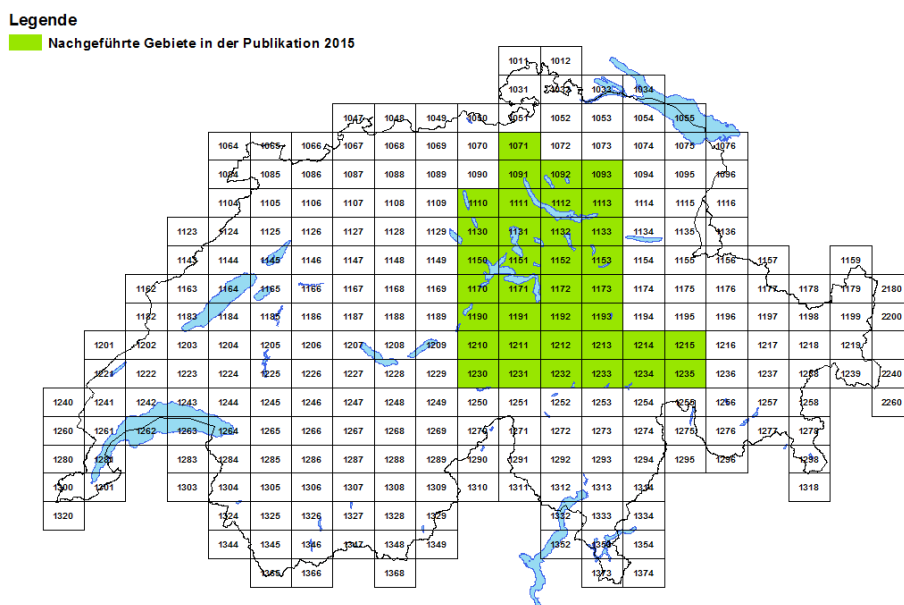 Legende
Nachgeführte Gebiete in der Publikation 2015
1011 1012
1031 1032 1033 1034
1047 1048 1049 1050 1051 1052 1053 1054 1055
1064 1065 1066 1067 1068 1069 1070 1071 1072 1073 1074 1075 1076
1084 1085 1086 1087 1088 1089 1090 1091 1092 1093 1094 1095 1096
1104 1105 1106 1107 1108 1109 1110 1111 1112 1113 1114 1115 1116
1123 1124 1125 1126 1127 1128 1129 1130 1131 1132 1133 1134 1135 1136
1143 1144 1145 1146 1147 1148 1149 1150 1151 1152 1153 1154 1155 1156 1157 1159
1162 1163 1164 1165 1166 1167 1168 1169 1170 1171 1172 1173 1174 1175 1176 1177 1178 1179 2180
1182 1183 1184 1185 1186 1187 1188 1189 1190 1191 1192 1193 1194 1195 1196 1197 1198 1199 2200
1201 1202 1203 1204 1205 1206 1207 1208 1209 1210 1211 1212 1213 1214 1215 1216 1217 1218 1219
1221 1222 1223 1224 1225 1226 1227 1228 1229 1230 1231 1232 1233 1234 1235 1236 1237 1238 1239 2240
1240 1241 1242 1243 1244 1245 1246 1247 1248 1249 1250 1251 1252 1253 1254 1255 1256 1257 1258 2260
1260 1261 1262 1263 1264 1265 1266 1267 1268 1269 1270 1271 1272 1273 1274 1275 1276 1277 1278
1280 1281 1283 1284 1285 1286 1287 1288 1289 1290 1291 1292 1293 1294 1295 1296 1298
1300 1301 1303 1304 1305 1306 1307 1308 1309 1310 1311 1312 1313 1314 1318
1320 1324 1325 1326 1327 1328 1329 1332 1333 1334
1344 1345 1346 1347 1348 1349 1352 1353 1354
1365 1366 1368 1373 1374